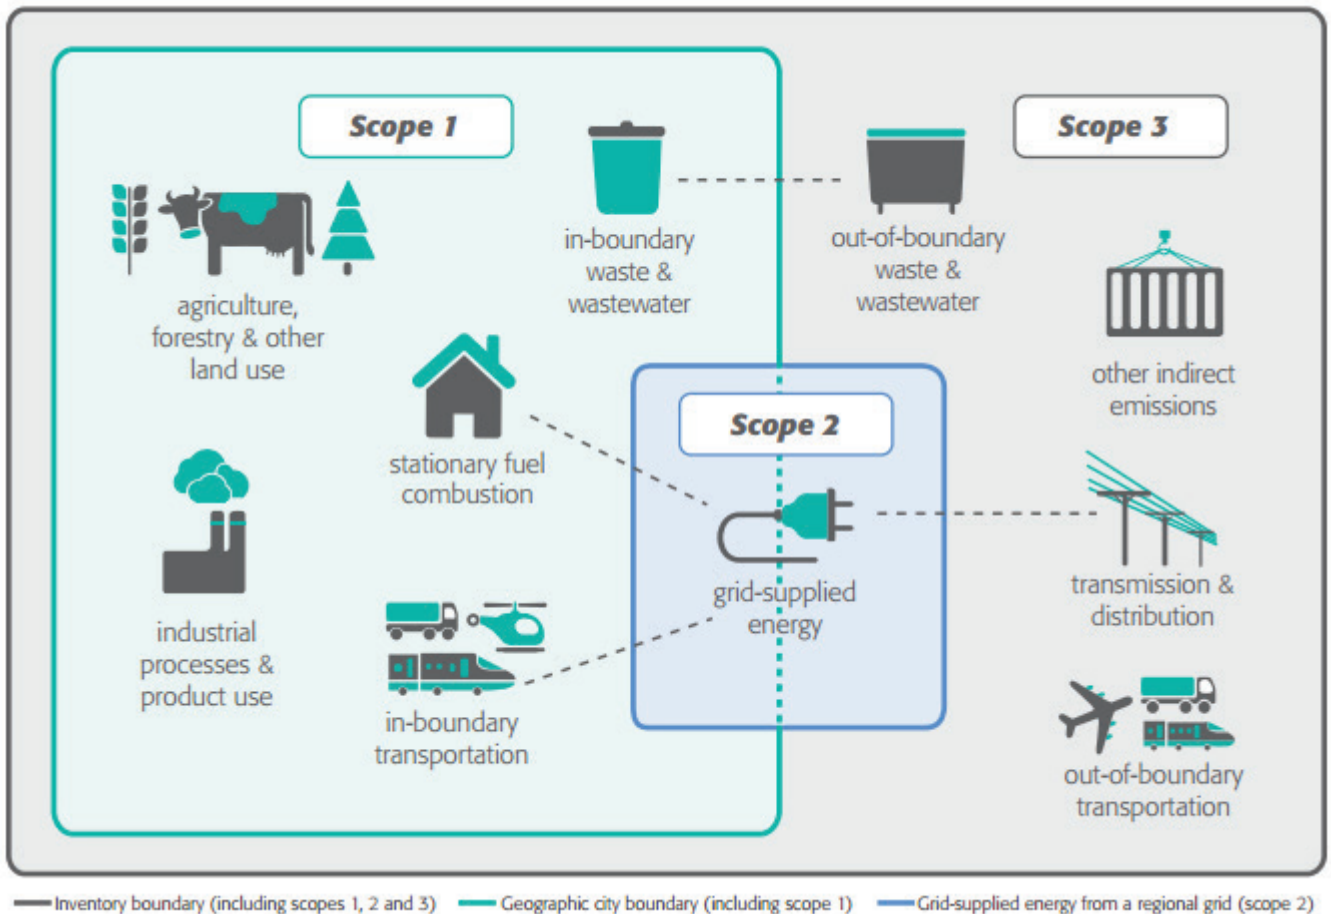 Scope 1
Scope 3
in-boundary
waste &
wastewater
out-of-boundary
waste &
wastewater
agriculture,
forestry & other
land use
other indirect
emissions
Scope 2
stationary fuel
combustion
grid-supplied
energy
transmission &
distribution
industrial
processes &
product use
in-boundary
transportation
out-of-boundary
transportation
Inventory boundary (including scopes 1, 2 and 3)
Geographic city boundary (including scope 1)
Grid-supplied energy from a regional grid (scope 2)